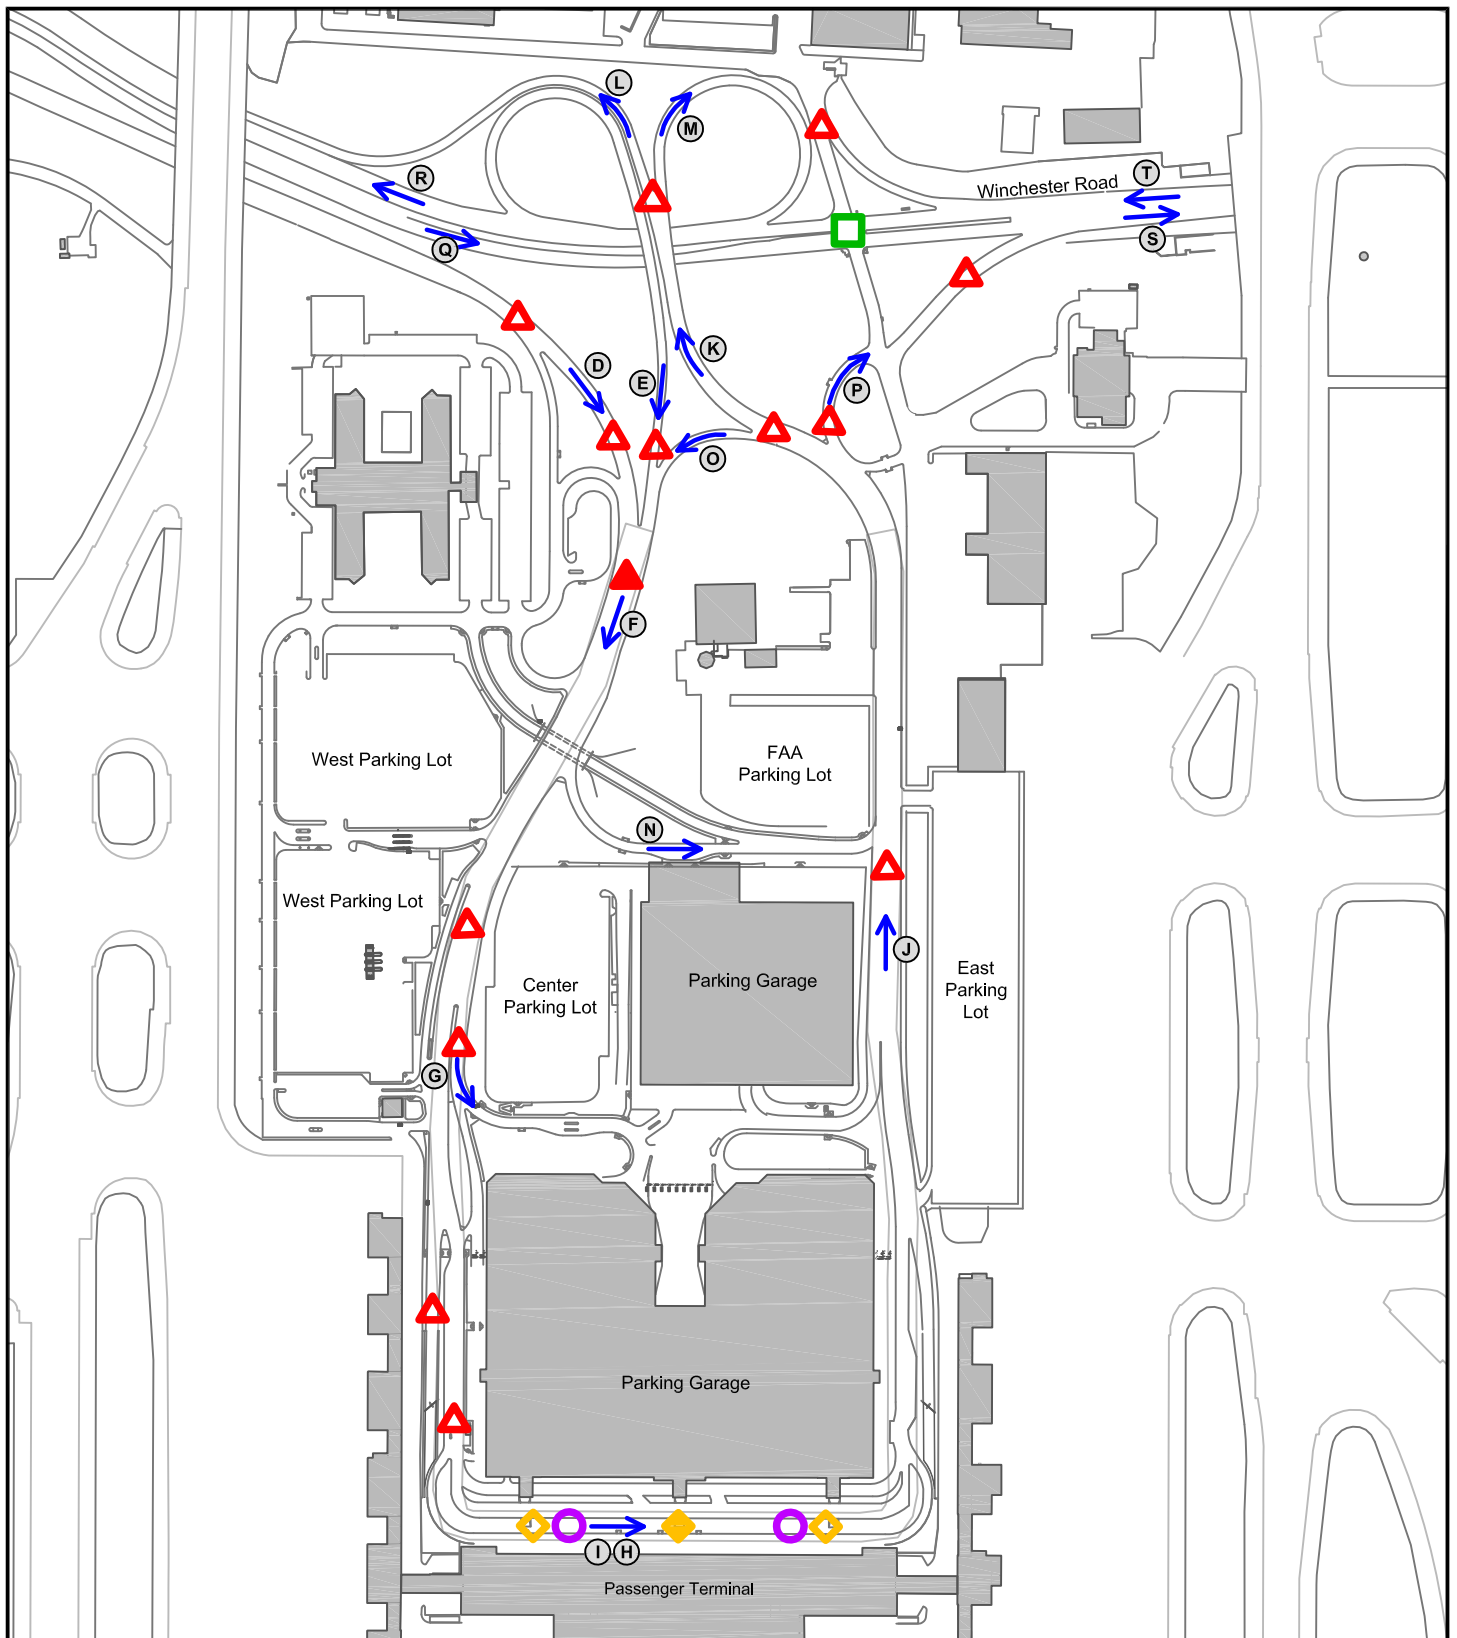 L
M
R
T
Winchester Road
Q
S
D
K
E
P
O
F
West Parking Lot
FAA
Parking Lot
N
West Parking Lot
J
Center
Parking Lot
Parking Garage
East
Parking
Lot
G
Parking Garage
I
H
Passenger Terminal